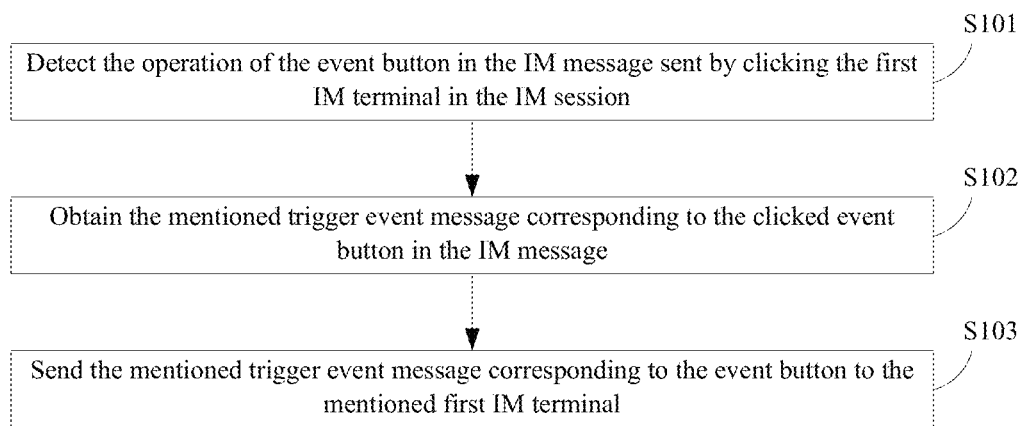 S101
Detect the operation of the event button in the IM message sent by clicking the first
IM terminal in the IM session
S102
Obtain the mentioned trigger event message corresponding to the clicked event
button in the IM message
S103
Send the mentioned trigger event message corresponding to the event button to the
mentioned first IM terminal